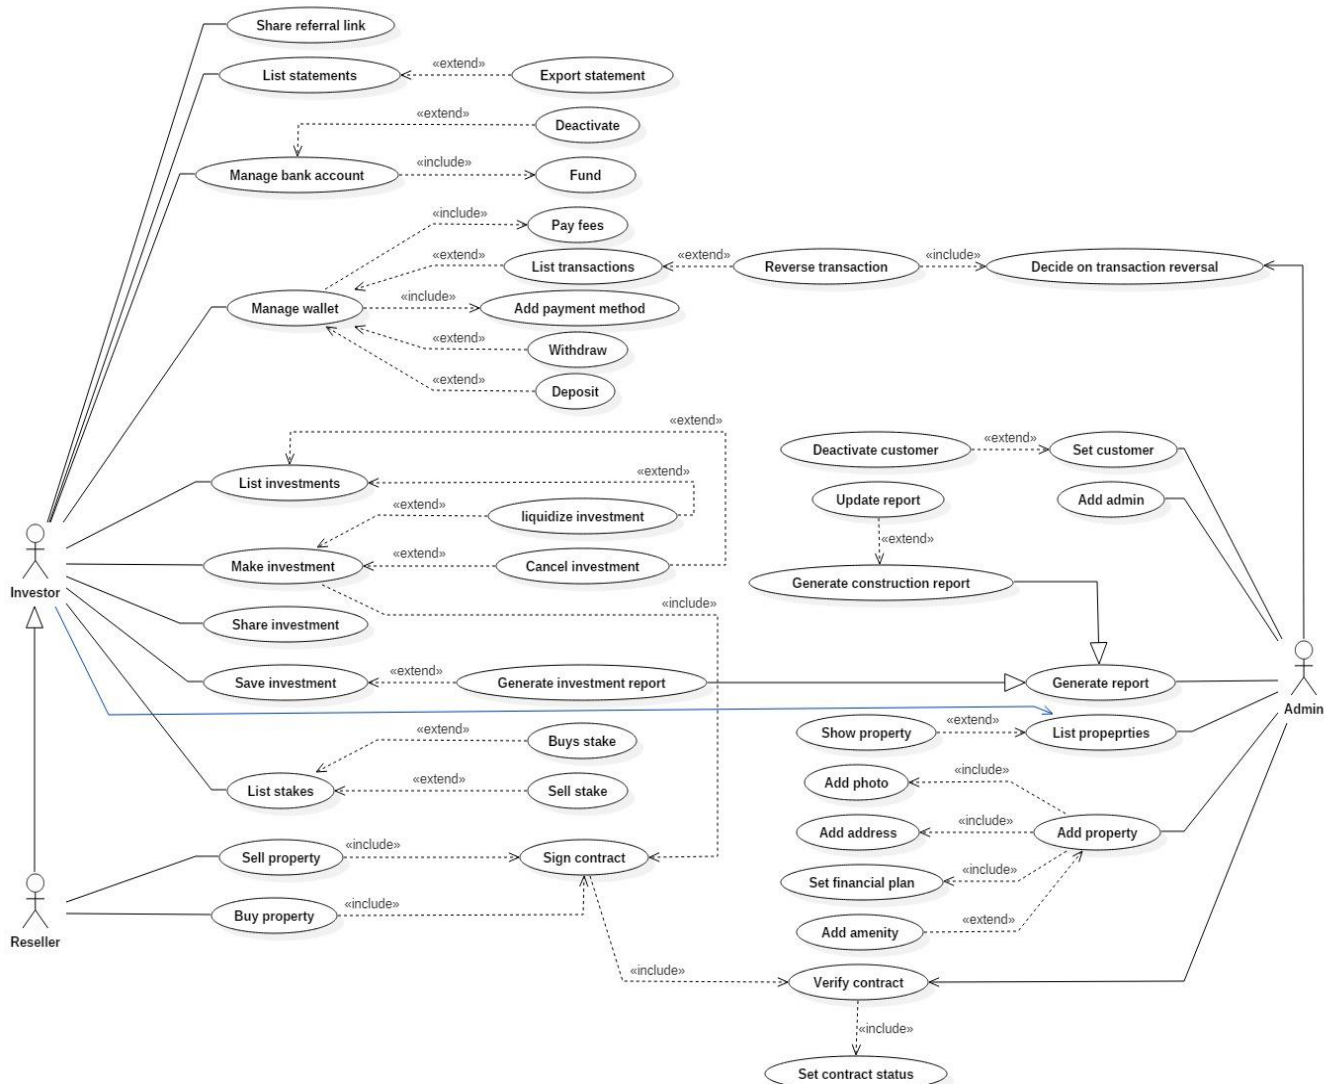 Share referral link
List statements
«extend»
Export statement
«extend»
Deactivate
Manage bank account
«include»
Fund
«include»
Pay fees
«extend»
List transactions
«extend»
Reverse transaction
«include»
Decide on transaction reversal
Manage wallet
«include»
Add payment method
«extend»
Withdraw
«extend»
Deposit
«extend»
List investments
«extend»
«extend»
liquidize investment
Make investment
«extend»
Cancel investment
«include»
Share investment
Save investment
«extend»
Generate investment report
Investor
«extend»
Buys stake
List stakes
«extend»
Sell stake
Sell property
«include»
Sign contract
Buy property
«include»
Reseller
Deactivate customer
«extend»
Set customer
Update report
Add admin
«extend»
Generate construction report
Generate report
Admin
Show property
«extend»
List propeprties
Add photo
«include»
Add address
«include»
Add property
Set financial plan
«include»
Add amenity
«extend»
«include»
Verify contract
«include»
Set contract status